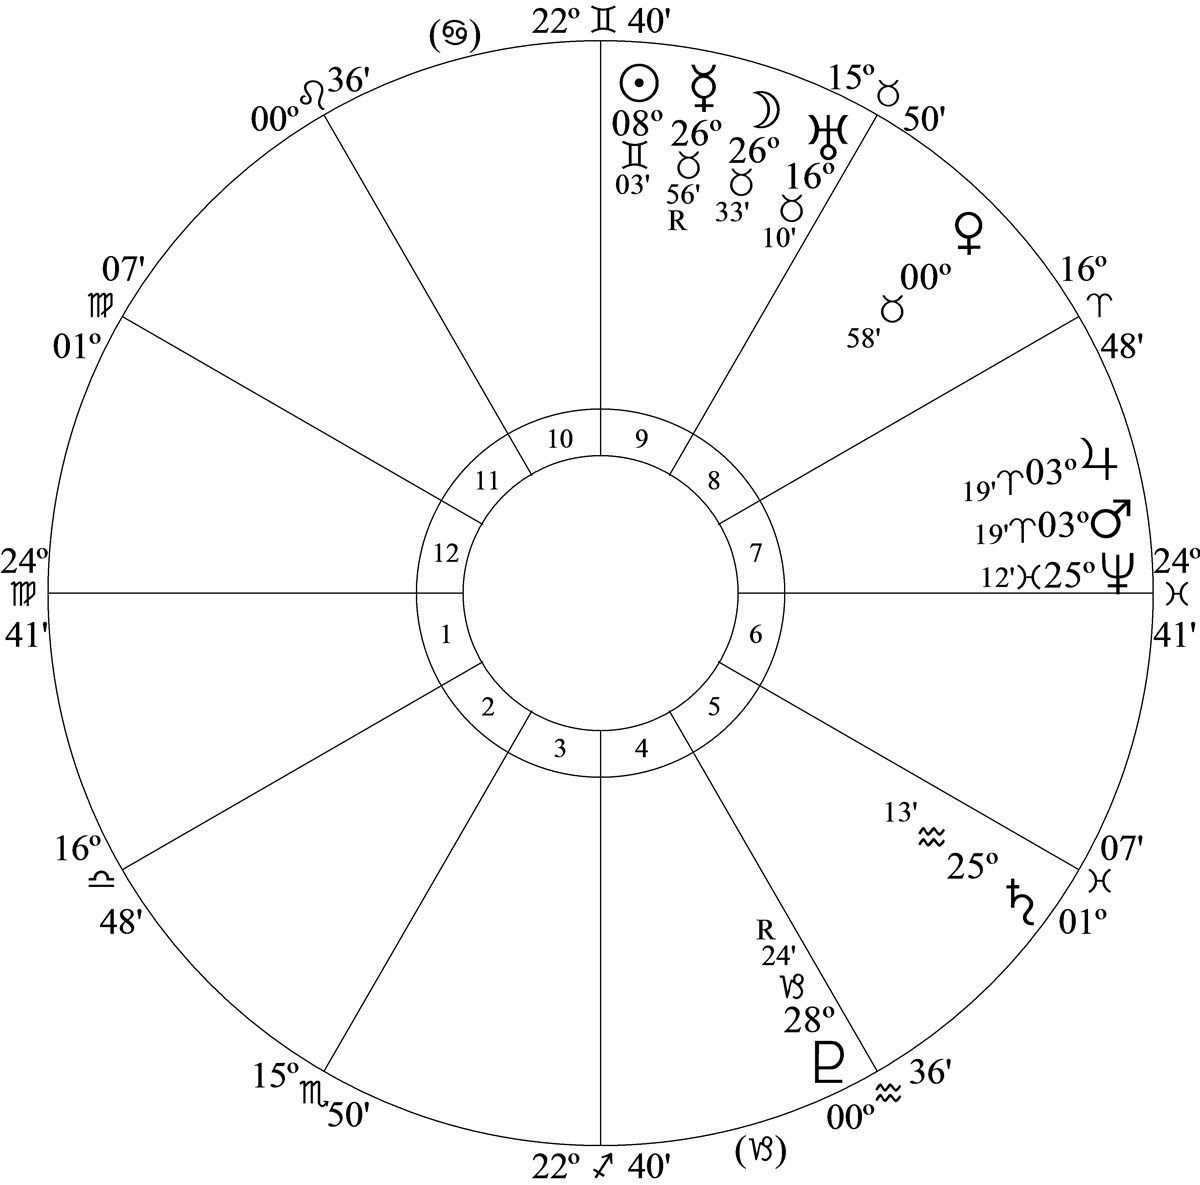 22º ♊ 40'
(♋)
00º ♌ 36'
15º ♉ 50'
☉ 08º ♊ 03'
☿ 26º ♉ 56' R
☽ 26º ♉ 33'
♅ 16º ♉ 10'
07' ♍ 01º
♀ 00º ♉ 58'
16º ♈ 48'
10 9
11 8
12 7
1 6
2 5
3 4
19' ♈ 03º ♃
19' ♈ 03º ♂
12' ♓ 25º ♆
24º ♍ 41'
24º ♓ 41'
16º ♎ 48'
13' ♒ 25º ♄
07' ♓ 01º
R 24' ♑ 28º ♇
15º ♏ 50'
00º ♒ 36'
22º ♐ 40'
(♑)